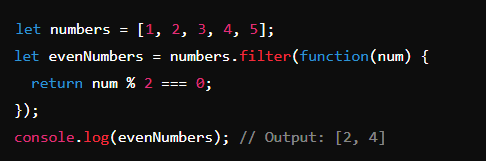 let numbers = [1, 2, 3, 4, 5];
let evenNumbers = numbers.filter(function(num) {
  return num % 2 === 0;
});
console.log(evenNumbers); // Output: [2, 4]